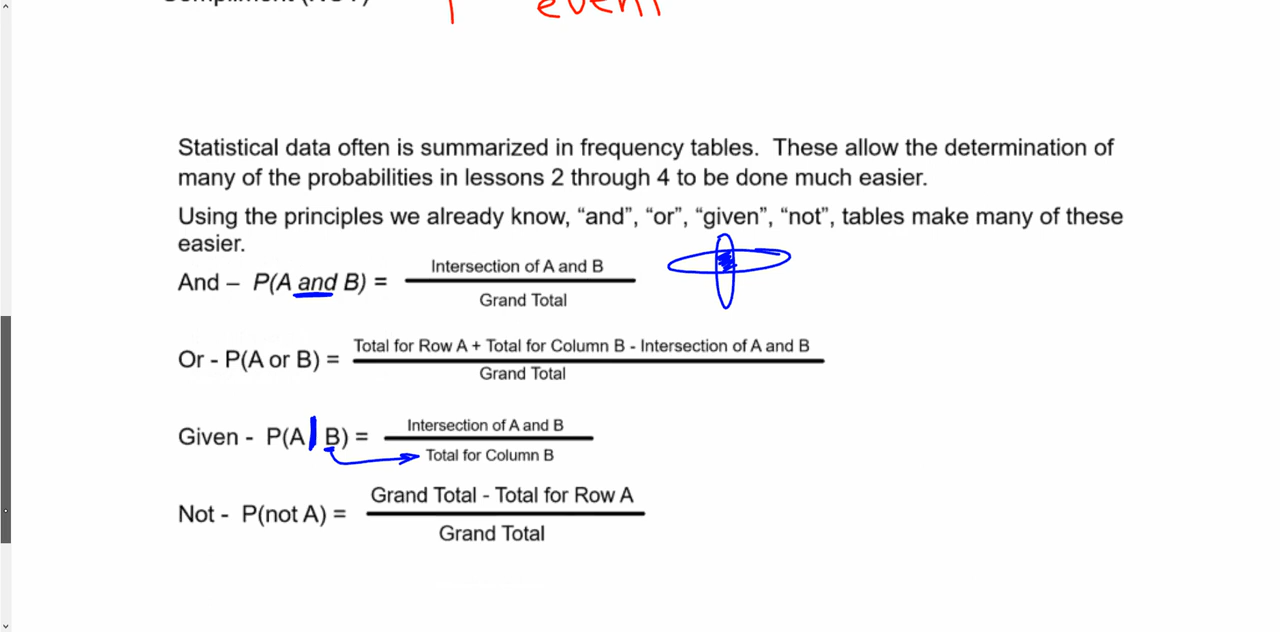 event
Statistical data often is summarized in frequency tables. These allow the determination of
many of the probabilities in lessons 2 through 4 to be done much easier.
Using the principles we already know, “and”, “or”, “given”, “not”, tables make many of these
easier.
And – P(A and B) = Intersection of A and B
Grand Total
Or - P(A or B) = Total for Row A + Total for Column B - Intersection of A and B
Grand Total
Given - P(A | B) = Intersection of A and B
Total for Column B
Not - P(not A) = Grand Total - Total for Row A
Grand Total